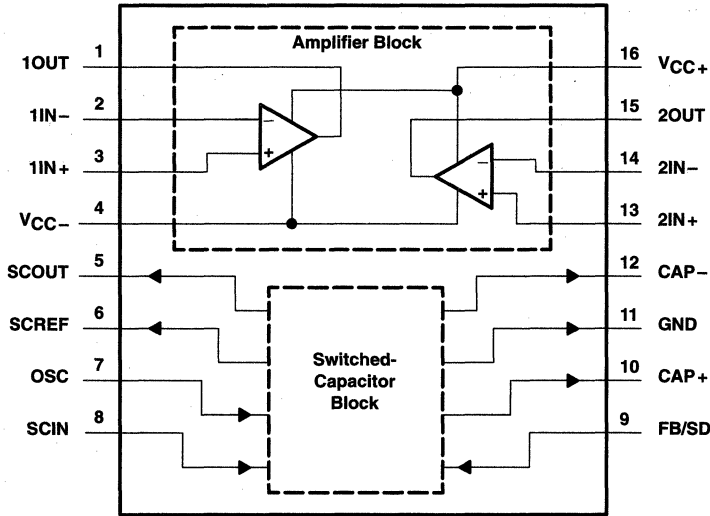 Amplifier Block
1OUT 1
1IN− 2
1IN+ 3
VCC− 4
SCOUT 5
SCREF 6
OSC 7
SCIN 8
− +
− +
16 VCC+
15 2OUT
14 2IN−
13 2IN+
12 CAP−
11 GND
10 CAP+
9 FB/SD
Switched-
Capacitor
Block